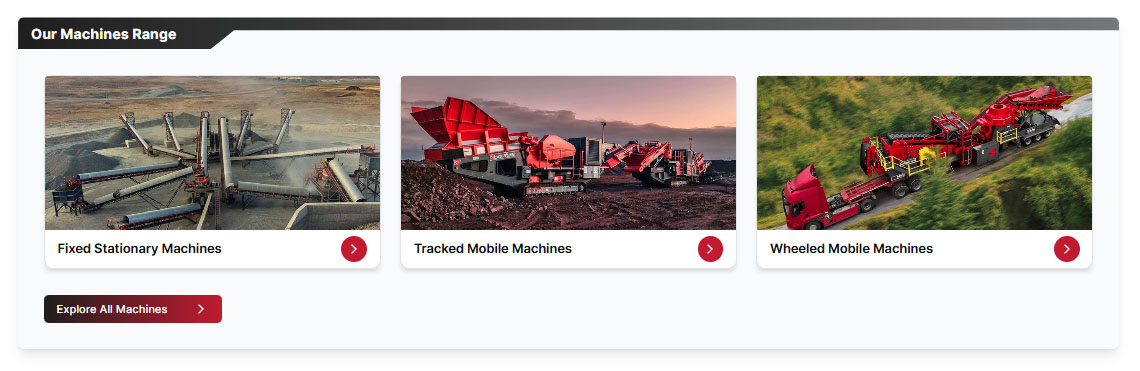 Our Machines Range
Fixed Stationary Machines
Tracked Mobile Machines
Wheeled Mobile Machines
Explore All Machines